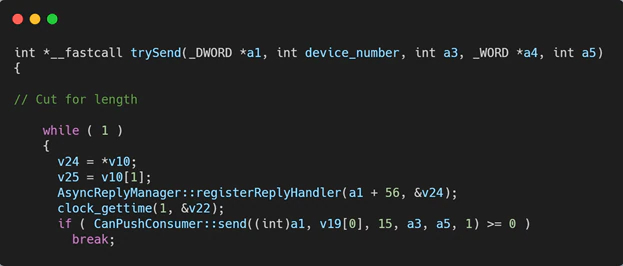 int *__fastcall trySend(_DWORD *a1, int device_number, int a3, _WORD *a4, int a5)
{
// Cut for length
while ( 1 )
{
v24 = *v10;
v25 = v10[1];
AsyncReplyManager::registerReplyHandler(a1 + 56, &v24);
clock_gettime(1, &v22);
if ( CanPushConsumer::send((int)a1, v19[0], 15, a3, a5, 1) >= 0 )
break;